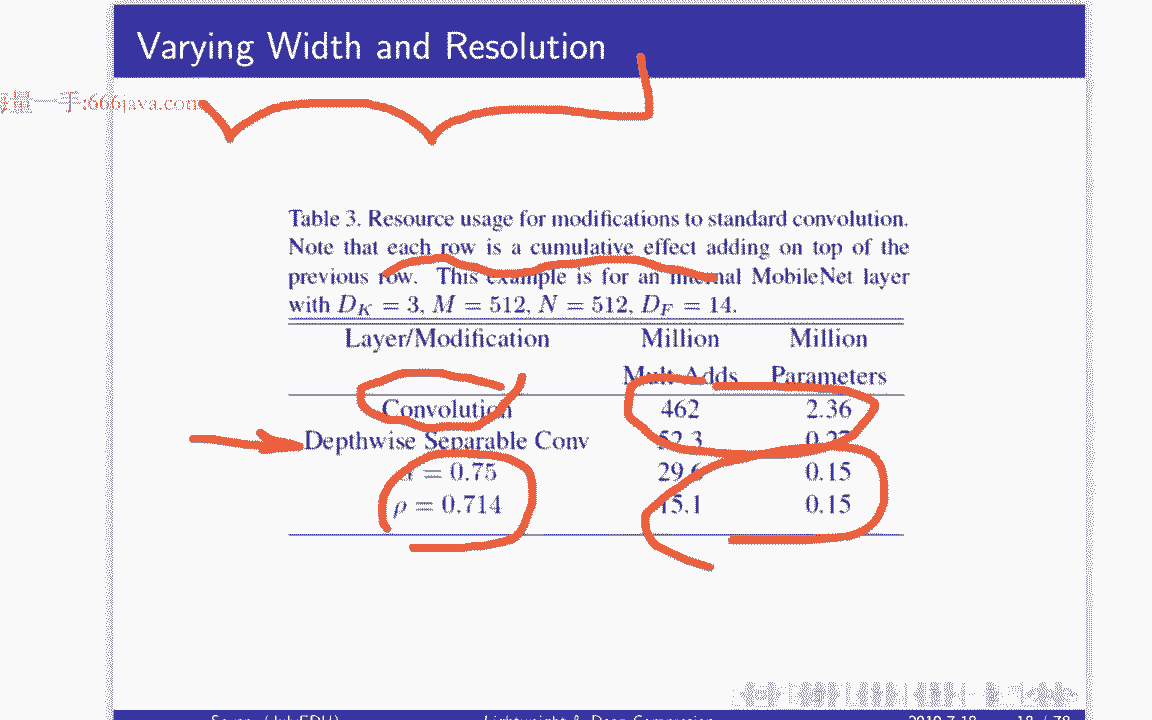 Varying Width and Resolution
量一手:666java.com
Table 3. Resource usage for modifications to standard convolution.
Note that each row is a cumulative effect adding on top of the
previous row. This example is for an internal MobileNet layer
with D_K = 3, M = 512, N = 512, D_F = 14.
Layer/Modification Million Million
Mult-Adds Parameters
Convolution 462 2.36
Depthwise Separable Conv 52.3 0.27
α = 0.75 29.6 0.15
ρ = 0.714 15.1 0.15
(JulyEDU) Lightweight & Deep Compression 2019.7.18 18 / 78